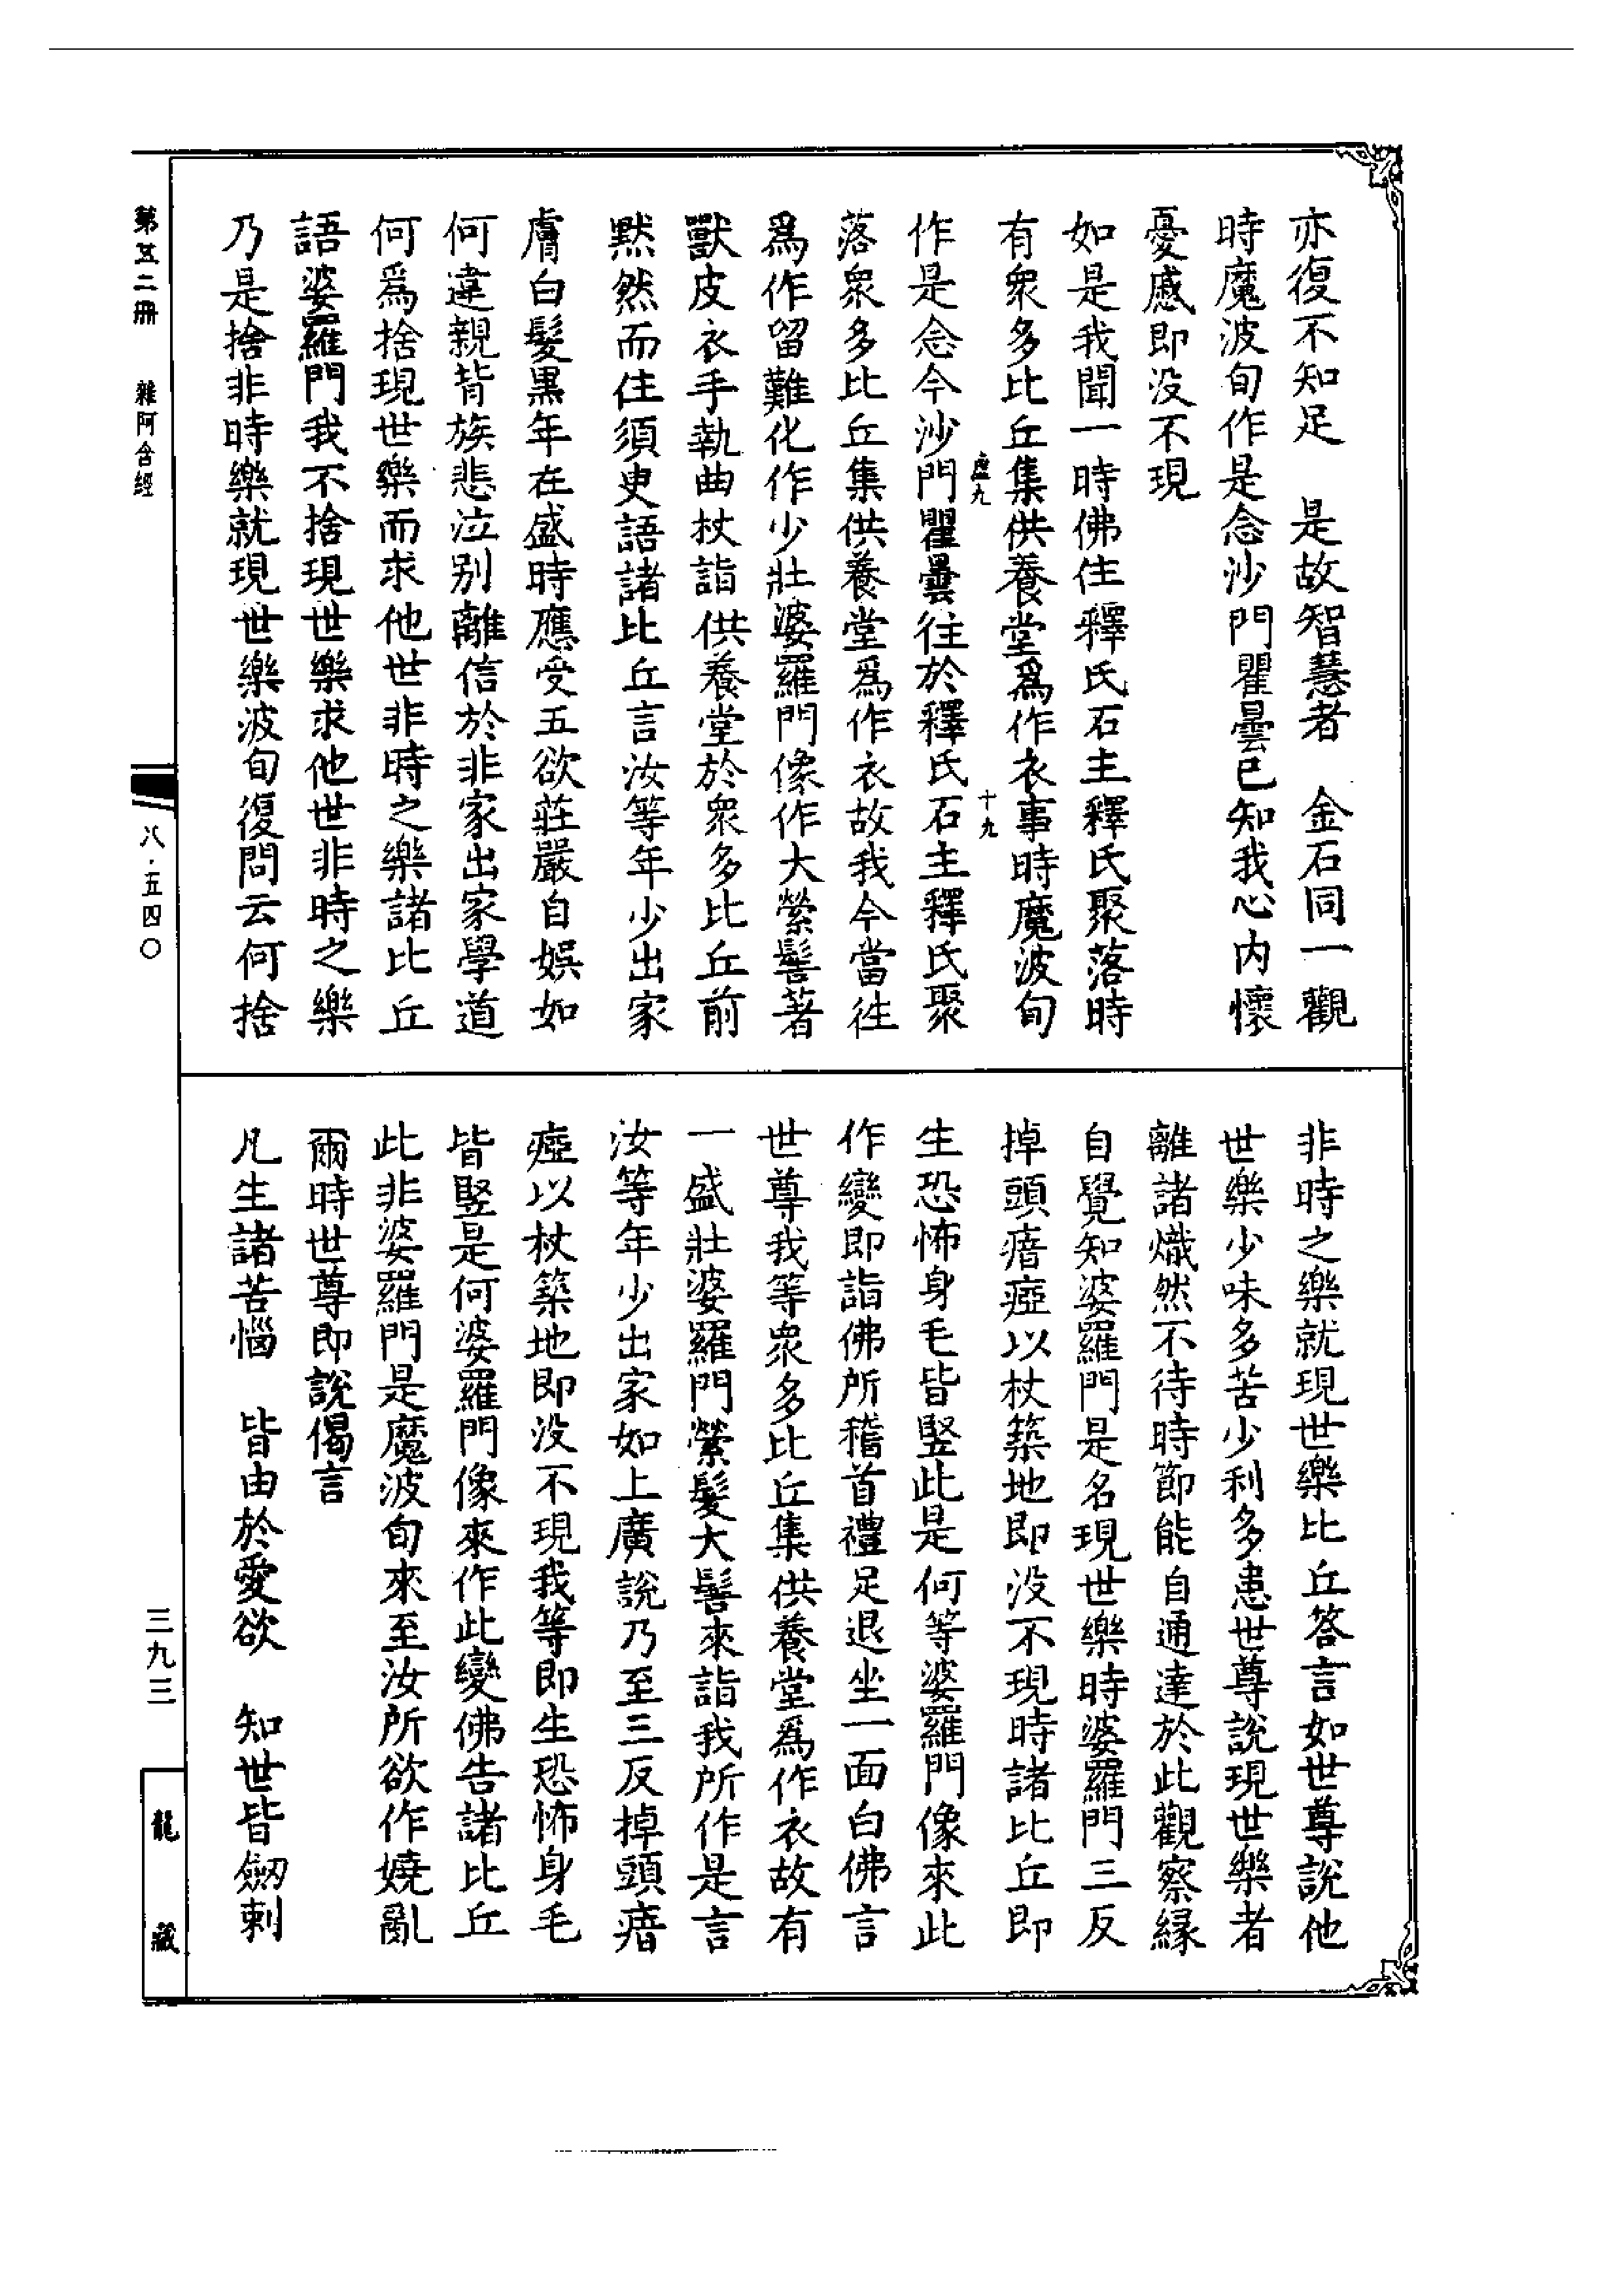 亦復不知足　是故智慧者　金石同一觀
時魔波旬作是念沙門瞿曇已知我心內懷
憂慼即没不現
如是我聞一時佛住釋氏石主釋氏聚落時
有衆多比丘集供養堂爲作衣事時魔波旬
虛九　十九
作是念今沙門瞿曇往於釋氏石主釋氏聚
落衆多比丘集供養堂爲作衣故我今當往
爲作留難化作少壯婆羅門像作大縈髻著
獸皮衣手執曲杖詣供養堂於衆多比丘前
黙然而住須臾語諸比丘言汝等年少出家
膚白髮黑年在盛時應受五欲莊嚴自娱如
何違親背族悲泣别離信於非家出家學道
何爲捨現世樂而求他世非時之樂諸比丘
語婆羅門我不捨現世樂求他世非時之樂
乃是捨非時樂就現世樂波旬復問云何捨
非時之樂就現世樂比丘答言如世尊說他
世樂少味多苦少利多患世尊說現世樂者
離諸熾然不待時節能自通達於此觀察緣
自覺知婆羅門是名現世樂時婆羅門三反
掉頭瘖瘂以杖築地即没不現時諸比丘即
生恐怖身毛皆竪此是何等婆羅門像來此
作變即詣佛所稽首禮足退坐一面白佛言
世尊我等衆多比丘集供養堂爲作衣故有
一盛壯婆羅門縈髮大髻來詣我所作是言
汝等年少出家如上廣說乃至三反掉頭瘖
瘂以杖築地即没不現我等即生恐怖身毛
皆竪是何婆羅門像來作此變佛告諸比丘
此非婆羅門是魔波旬來至汝所欲作嬈亂
爾時世尊即說偈言
凡生諸苦惱　皆由於愛欲　知世皆劒刺
第五二冊　雜阿含經
八·五四〇
三九三
龍藏